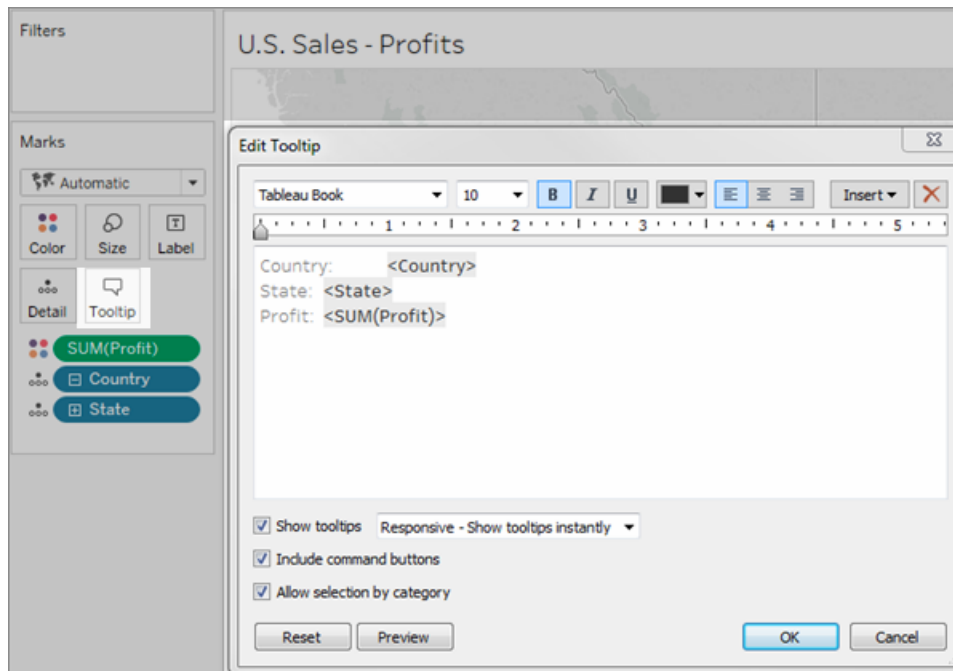 Filters
U.S. Sales - Profits
Marks
Automatic
Color Size Label
Detail Tooltip
SUM(Profit)
Country
State
Edit Tooltip
Tableau Book 10 B I U Insert
1 2 3 4 5
Country: <Country>
State: <State>
Profit: <SUM(Profit)>
Show tooltips Responsive - Show tooltips instantly
Include command buttons
Allow selection by category
Reset Preview OK Cancel